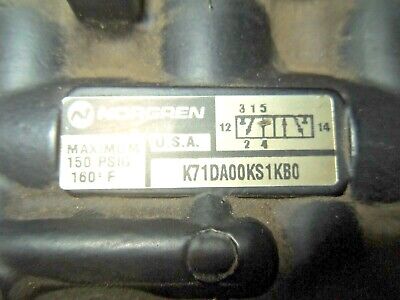 NORGREN
U.S.A.
MAXIMUM
150 PSIG
160° F
3 1 5
12 14
2 4
K71DA00KS1KB0